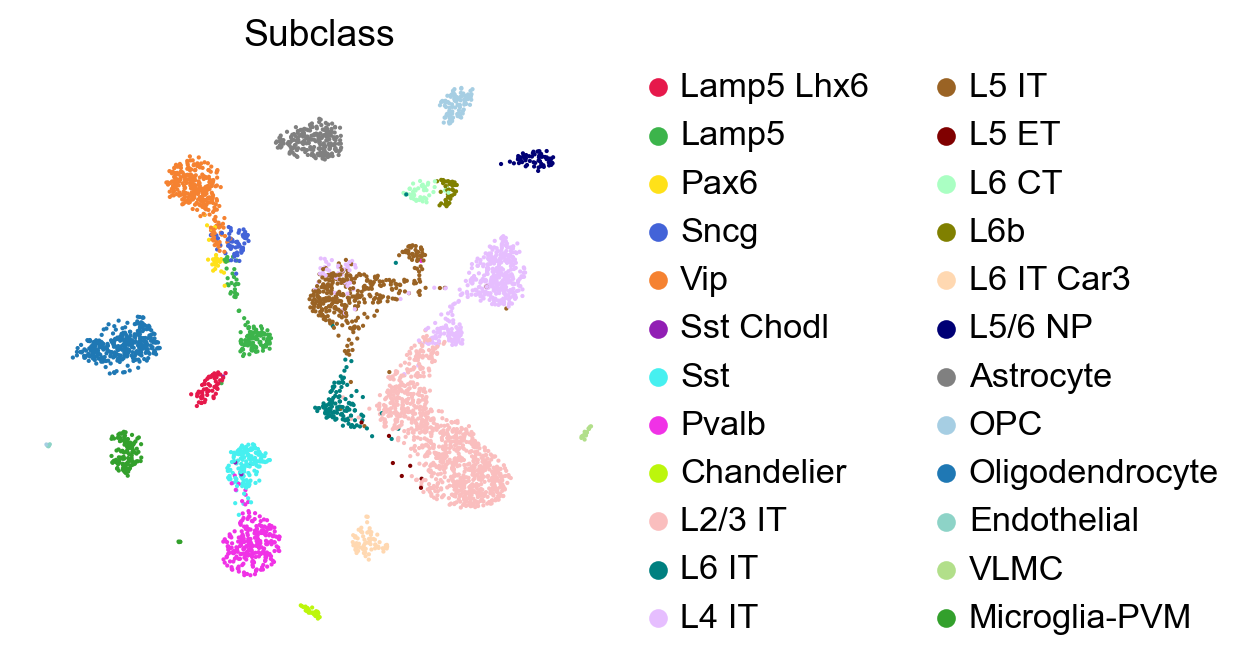 Subclass
Lamp5 Lhx6
Lamp5
Pax6
Sncg
Vip
Sst Chodl
Sst
Pvalb
Chandelier
L2/3 IT
L6 IT
L4 IT
L5 IT
L5 ET
L6 CT
L6b
L6 IT Car3
L5/6 NP
Astrocyte
OPC
Oligodendrocyte
Endothelial
VLMC
Microglia-PVM